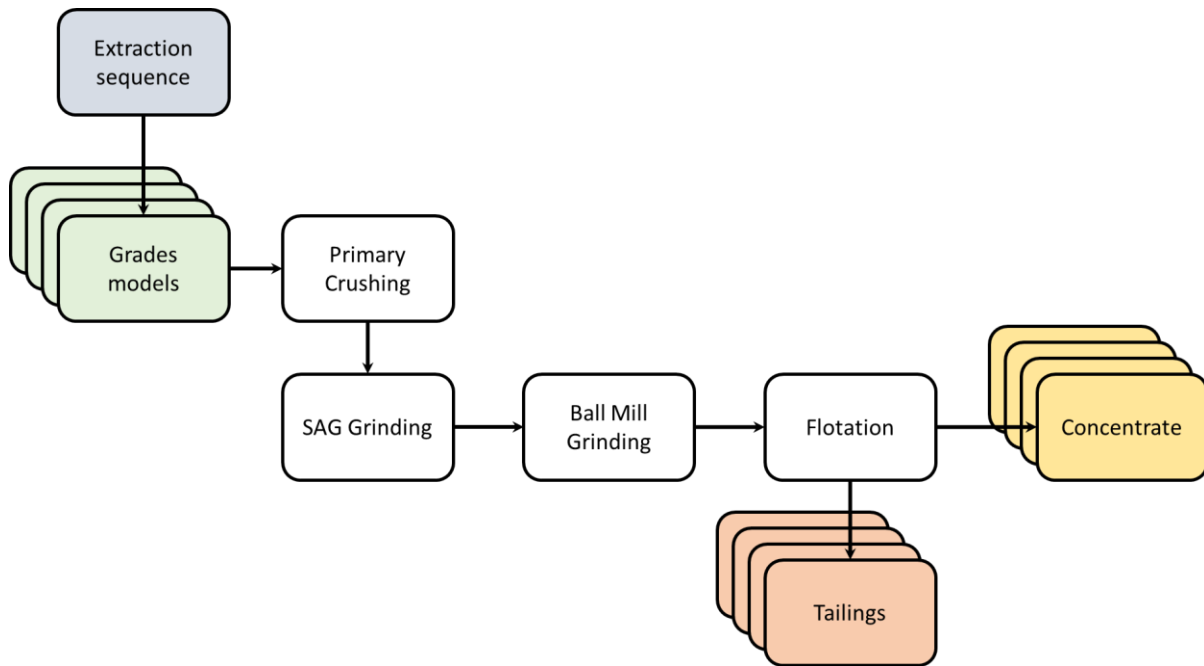 Extraction
sequence
Grades
models
Primary
Crushing
SAG Grinding
Ball Mill
Grinding
Flotation
Concentrate
Tailings